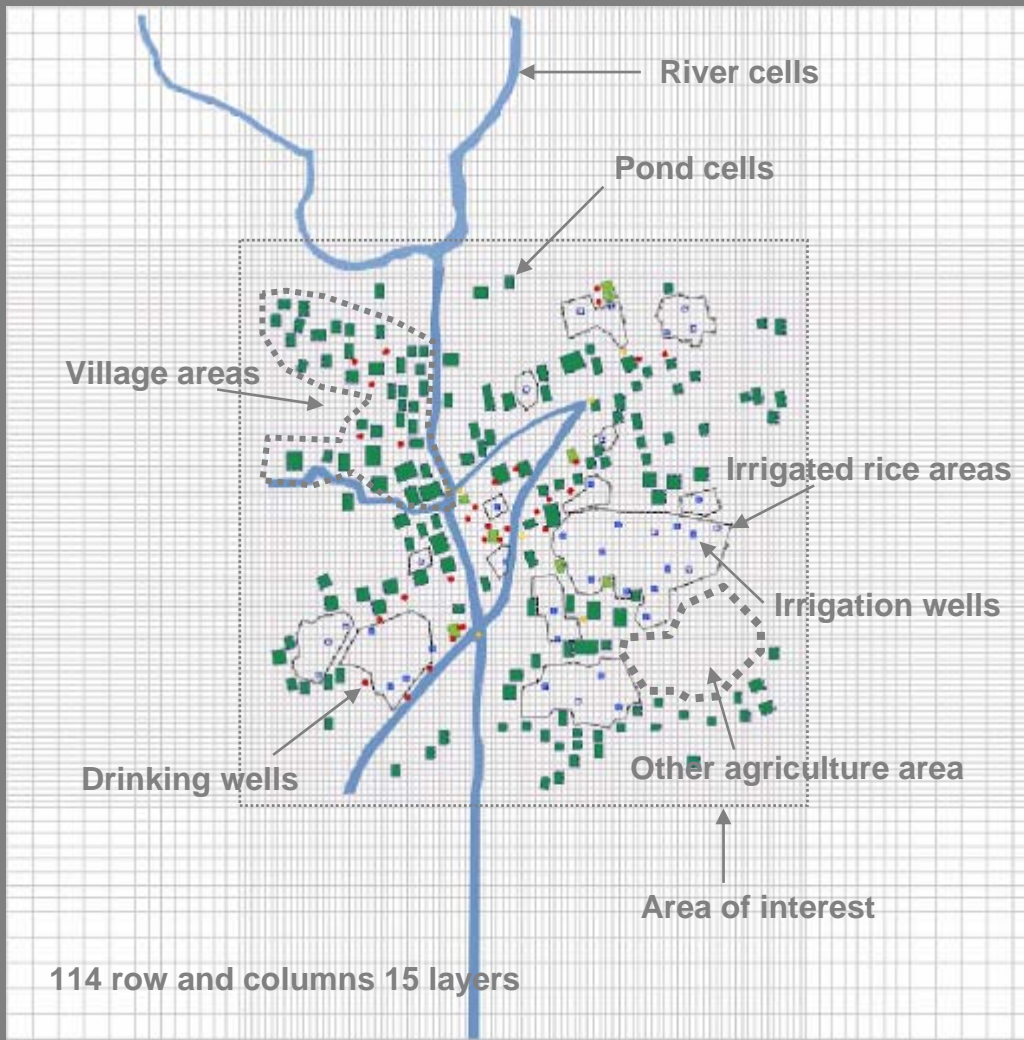 River cells
Pond cells
Village areas
Irrigated rice areas
Irrigation wells
Other agriculture area
Drinking wells
Area of interest
114 row and columns 15 layers